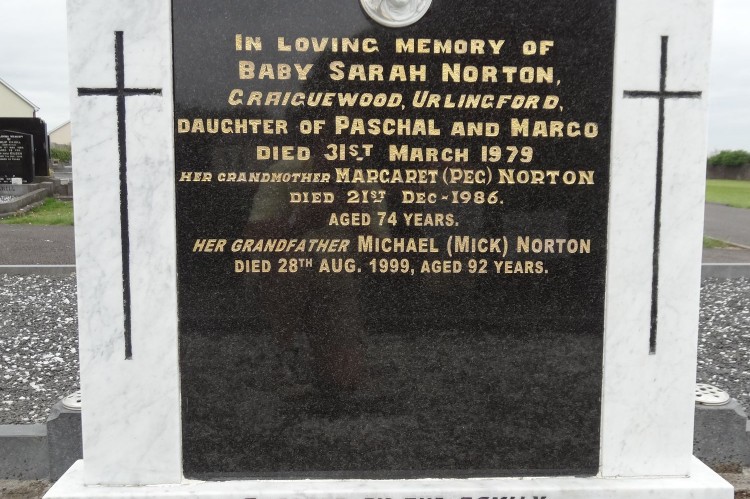 IN LOVING MEMORY OF
BABY SARAH NORTON,
GRAIGUEWOOD, URLINGFORD,
DAUGHTER OF PASCHAL AND MARGO
DIED 31ST MARCH 1979
HER GRANDMOTHER MARGARET (PEG) NORTON
DIED 21ST DEC-1986.
AGED 74 YEARS.
HER GRANDFATHER MICHAEL (MICK) NORTON
DIED 28TH AUG. 1999, AGED 92 YEARS.